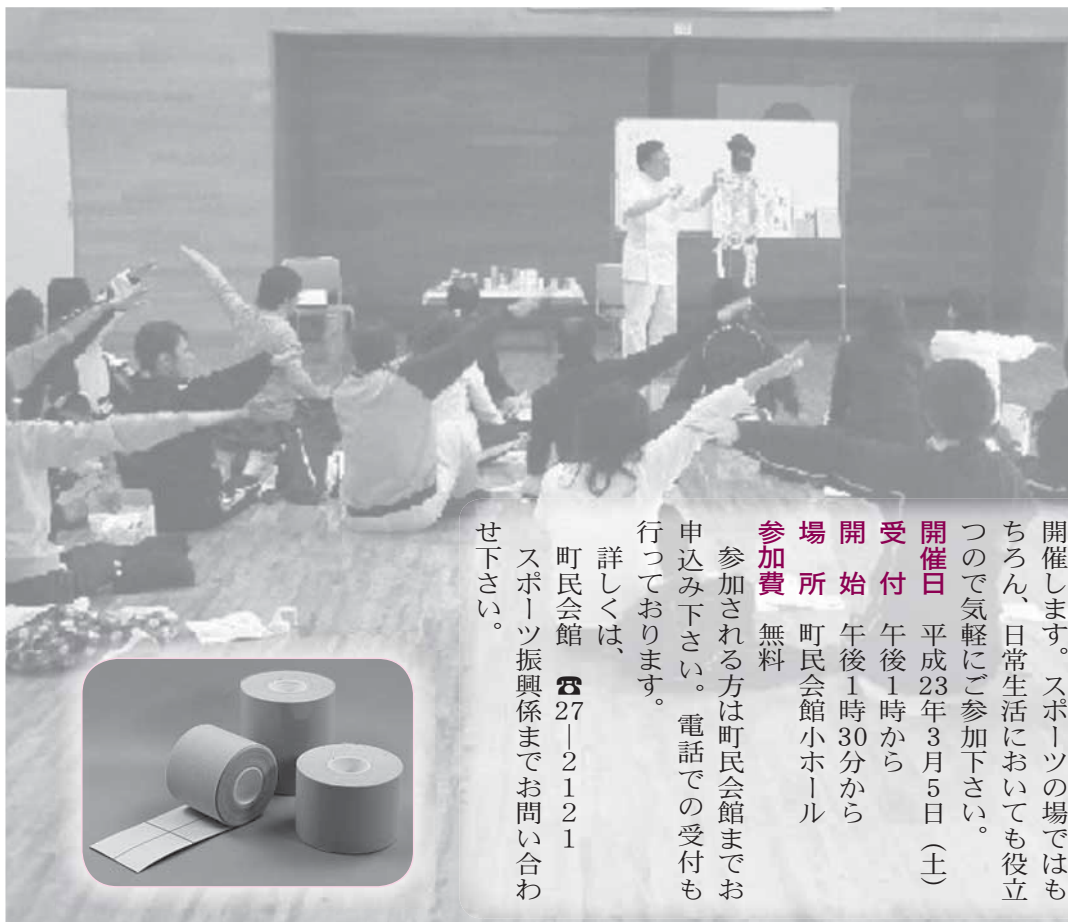 開催します。スポーツの場ではも
ちろん、日常生活においても役立
つので気軽にご参加下さい。
開催日　平成23年３月５日（土）
受　付　午後１時から
開　始　午後１時30分から
場　所　町民会館小ホール
参加費　無料
　参加される方は町民会館までお
申込み下さい。電話での受付も
行っております。
　詳しくは、
　町民会館　☎27―２１２１
　スポーツ振興係までお問い合わ
せ下さい。